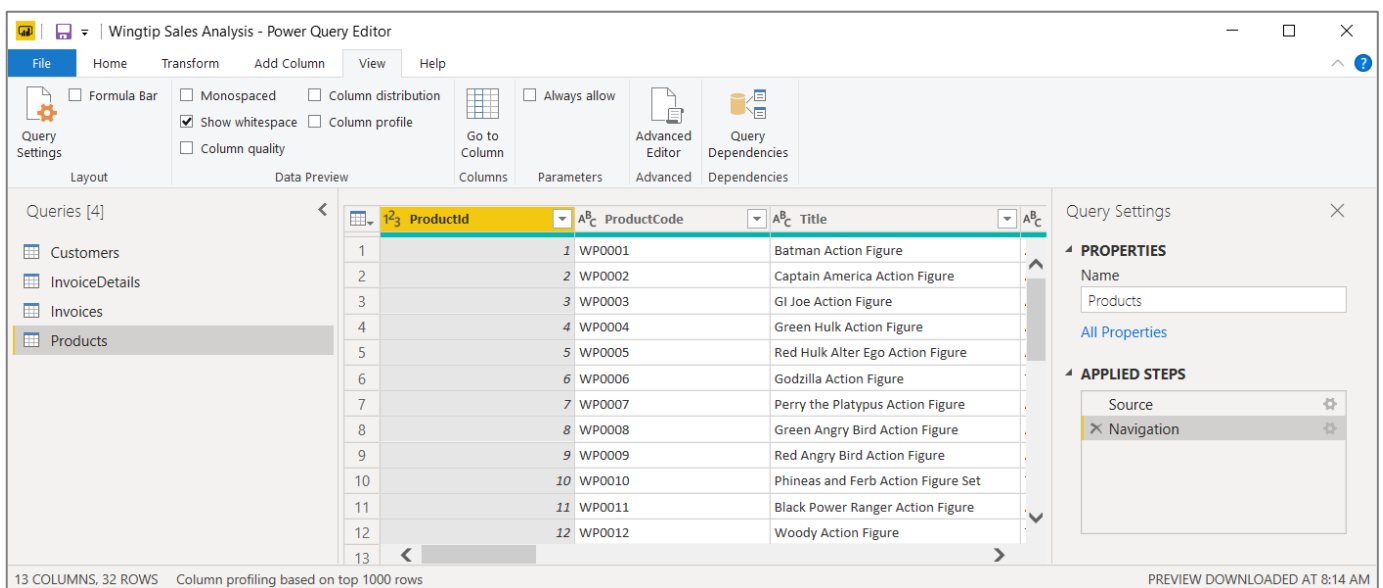 Wingtip Sales Analysis - Power Query Editor
File Home Transform Add Column View Help
Formula Bar Monospaced Column distribution Always allow
Show whitespace Column profile
Query Settings Column quality Go to Column Advanced Editor Query Dependencies
Layout Data Preview Columns Parameters Advanced Dependencies
Queries [4]
Customers
InvoiceDetails
Invoices
Products
1²3 ProductId ABC ProductCode ABC Title ABC
1 1 WP0001 Batman Action Figure
2 2 WP0002 Captain America Action Figure
3 3 WP0003 GI Joe Action Figure
4 4 WP0004 Green Hulk Action Figure
5 5 WP0005 Red Hulk Alter Ego Action Figure
6 6 WP0006 Godzilla Action Figure
7 7 WP0007 Perry the Platypus Action Figure
8 8 WP0008 Green Angry Bird Action Figure
9 9 WP0009 Red Angry Bird Action Figure
10 10 WP0010 Phineas and Ferb Action Figure Set
11 11 WP0011 Black Power Ranger Action Figure
12 12 WP0012 Woody Action Figure
13
Query Settings
PROPERTIES
Name
Products
All Properties
APPLIED STEPS
Source
Navigation
13 COLUMNS, 32 ROWS Column profiling based on top 1000 rows PREVIEW DOWNLOADED AT 8:14 AM